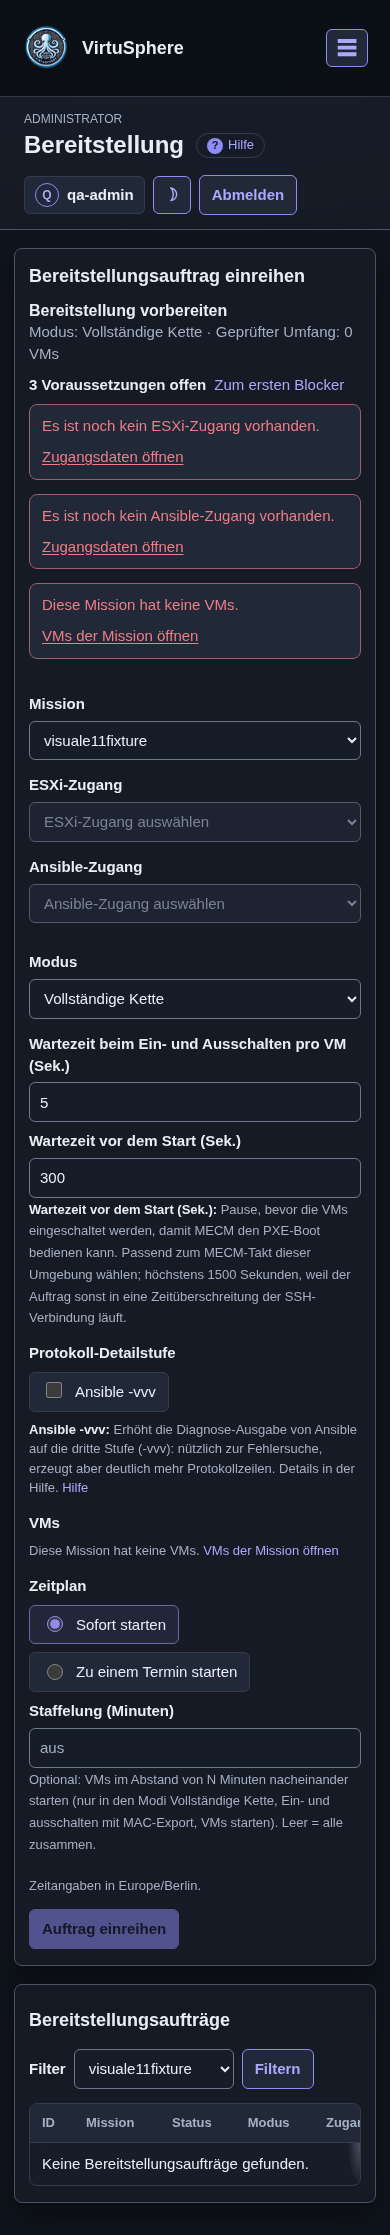 VirtuSphere
ADMINISTRATOR
Bereitstellung
? Hilfe
Q qa-admin
Abmelden
Bereitstellungsauftrag einreihen
Bereitstellung vorbereiten
Modus: Vollständige Kette · Geprüfter Umfang: 0
VMs
3 Voraussetzungen offen Zum ersten Blocker
Es ist noch kein ESXi-Zugang vorhanden.
Zugangsdaten öffnen
Es ist noch kein Ansible-Zugang vorhanden.
Zugangsdaten öffnen
Diese Mission hat keine VMs.
VMs der Mission öffnen
Mission
visuale11fixture
ESXi-Zugang
ESXi-Zugang auswählen
Ansible-Zugang
Ansible-Zugang auswählen
Modus
Vollständige Kette
Wartezeit beim Ein- und Ausschalten pro VM
(Sek.)
5
Wartezeit vor dem Start (Sek.)
300
Wartezeit vor dem Start (Sek.): Pause, bevor die VMs
eingeschaltet werden, damit MECM den PXE-Boot
bedienen kann. Passend zum MECM-Takt dieser
Umgebung wählen; höchstens 1500 Sekunden, weil der
Auftrag sonst in eine Zeitüberschreitung der SSH-
Verbindung läuft.
Protokoll-Detailstufe
Ansible -vvv
Ansible -vvv: Erhöht die Diagnose-Ausgabe von Ansible
auf die dritte Stufe (-vvv): nützlich zur Fehlersuche,
erzeugt aber deutlich mehr Protokollzeilen. Details in der
Hilfe. Hilfe
VMs
Diese Mission hat keine VMs. VMs der Mission öffnen
Zeitplan
Sofort starten
Zu einem Termin starten
Staffelung (Minuten)
aus
Optional: VMs im Abstand von N Minuten nacheinander
starten (nur in den Modi Vollständige Kette, Ein- und
ausschalten mit MAC-Export, VMs starten). Leer = alle
zusammen.
Zeitangaben in Europe/Berlin.
Auftrag einreihen
Bereitstellungsaufträge
Filter visuale11fixture Filtern
ID Mission Status Modus Zugar
Keine Bereitstellungsaufträge gefunden.